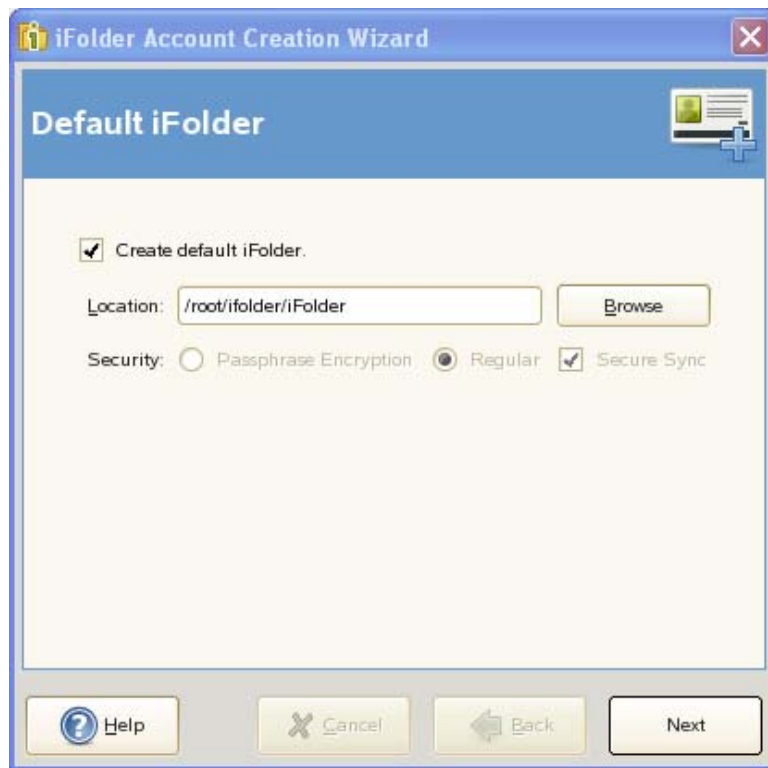 iFolder Account Creation Wizard
Default iFolder
Create default iFolder.
Location: /root/ifolder/iFolder Browse
Security: Passphrase Encryption Regular Secure Sync
Help Cancel Back Next